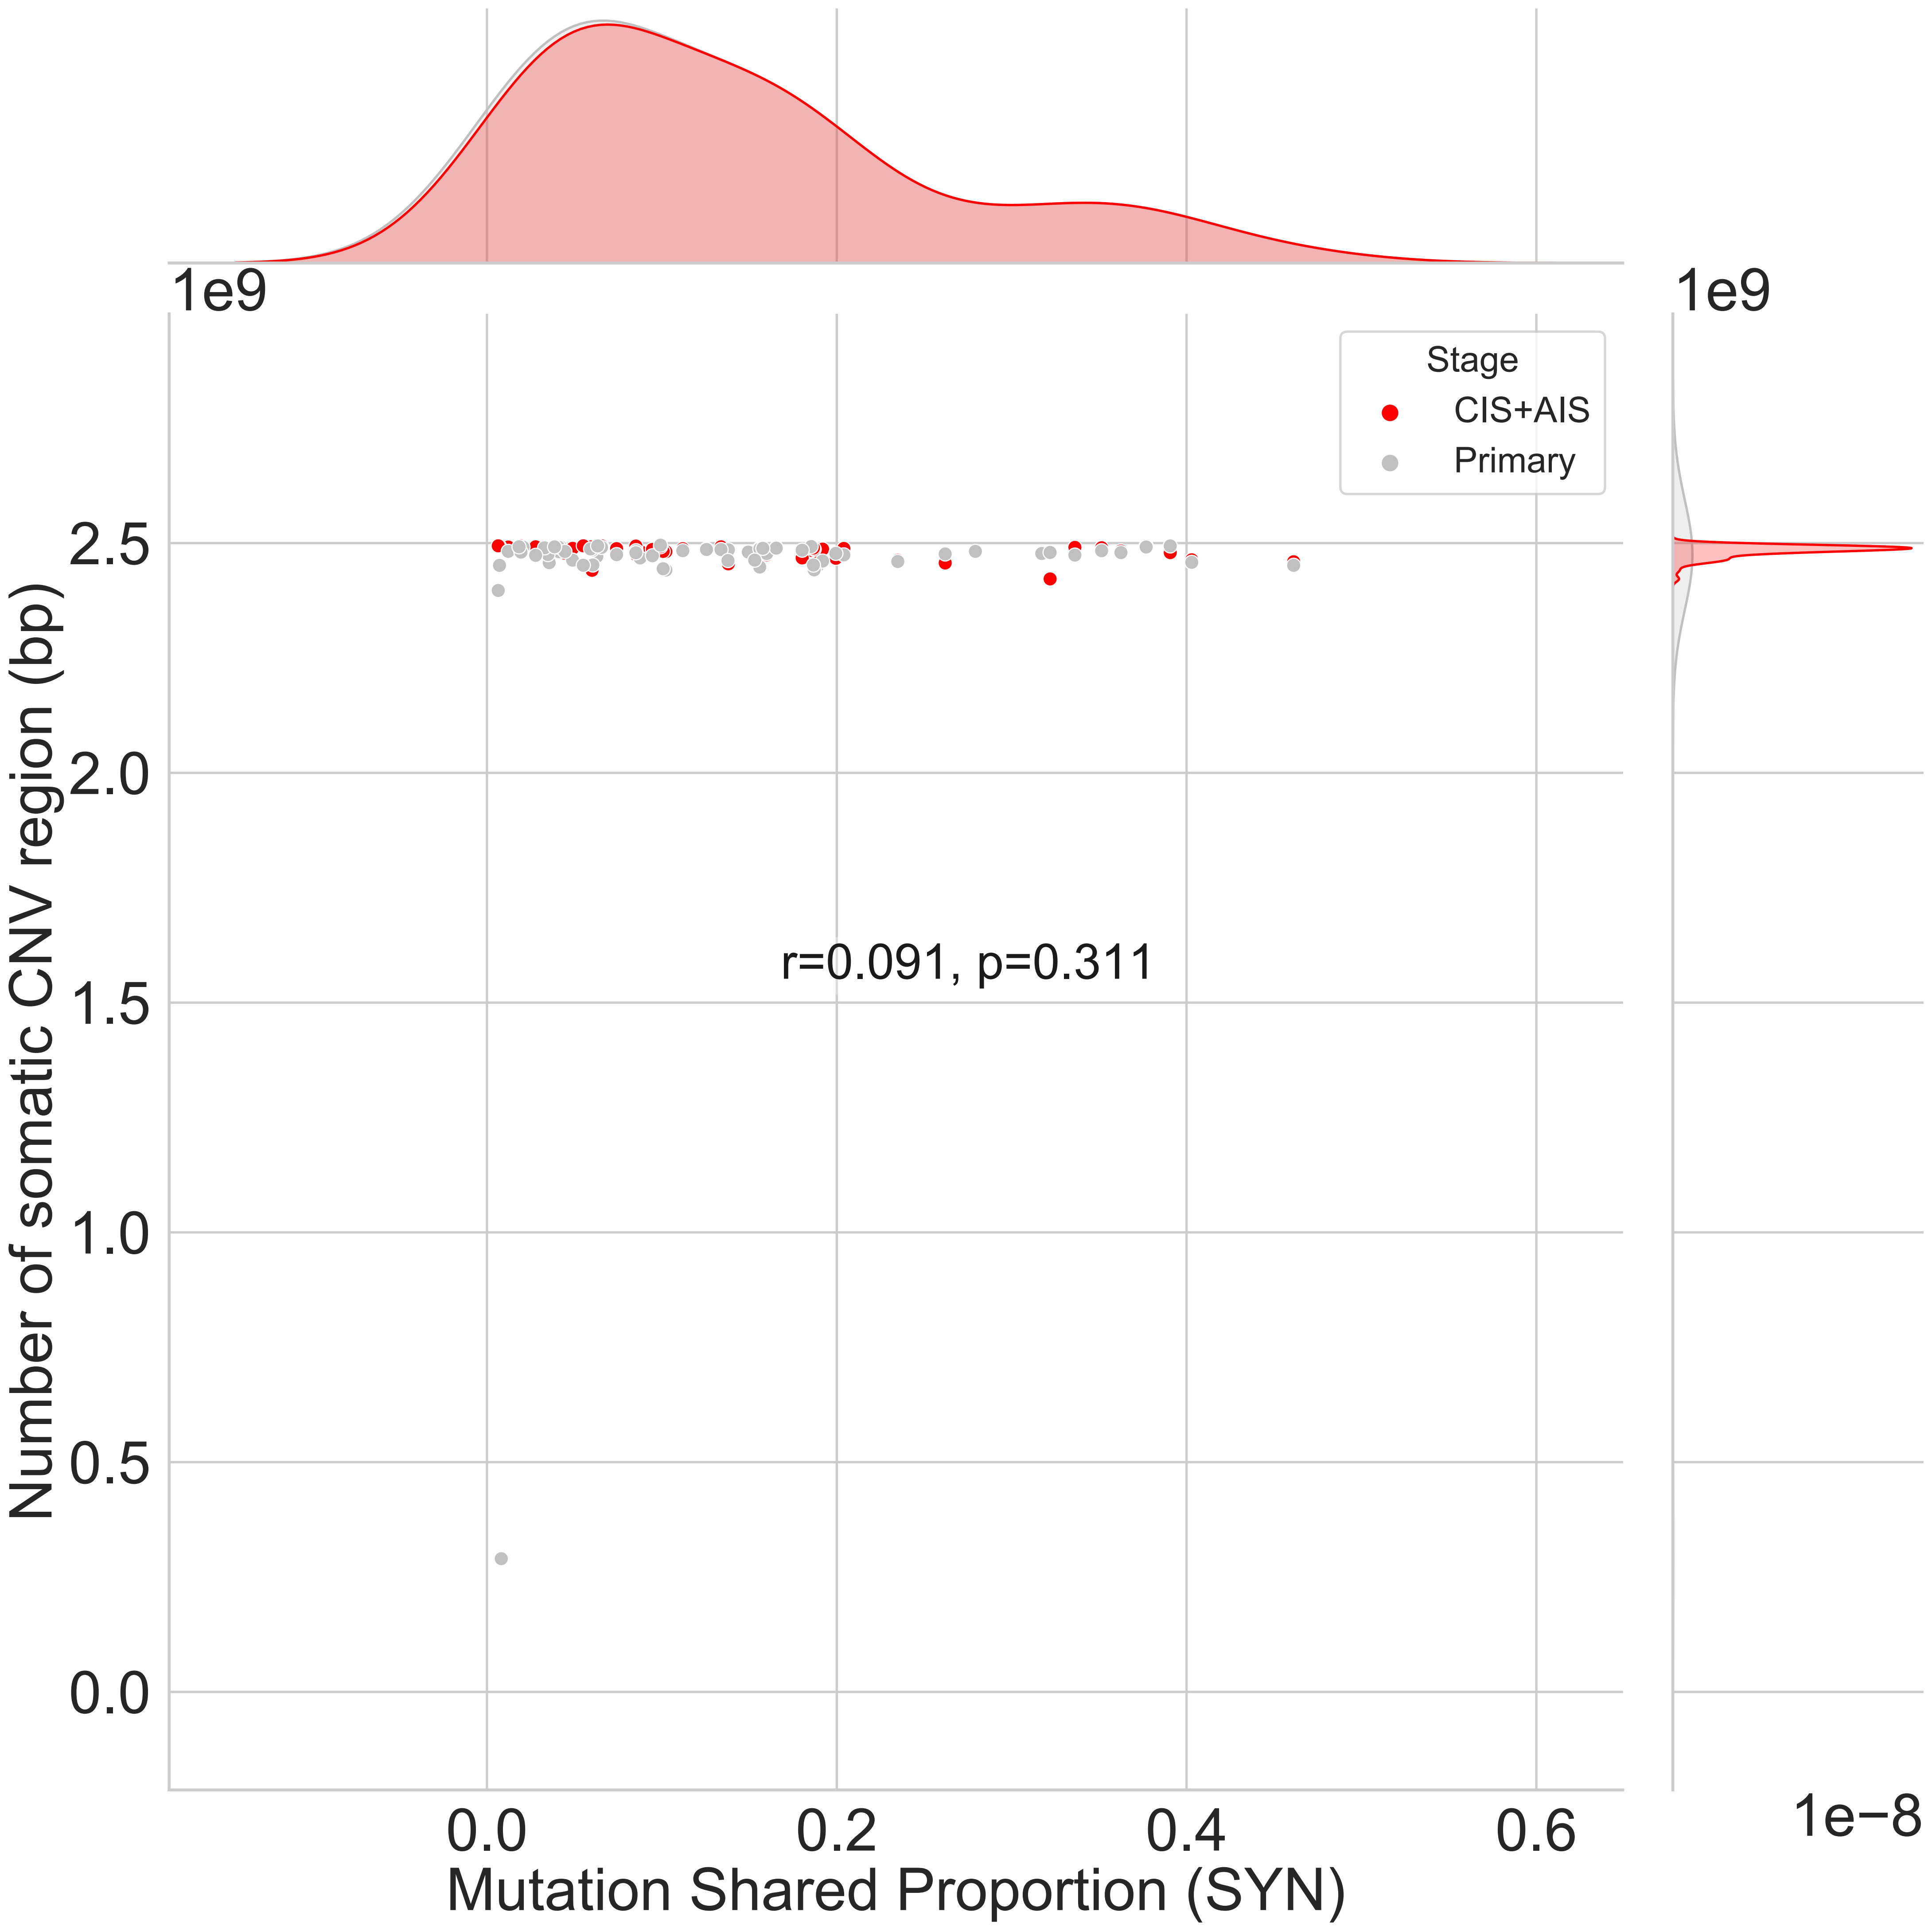 1e9
1e9
Stage
CIS+AIS
Primary
2.5
2.0
1.5
1.0
0.5
0.0
Number of somatic CNV region (bp)
r=0.091, p=0.311
0.0
0.2
0.4
0.6
1e−8
Mutation Shared Proportion (SYN)